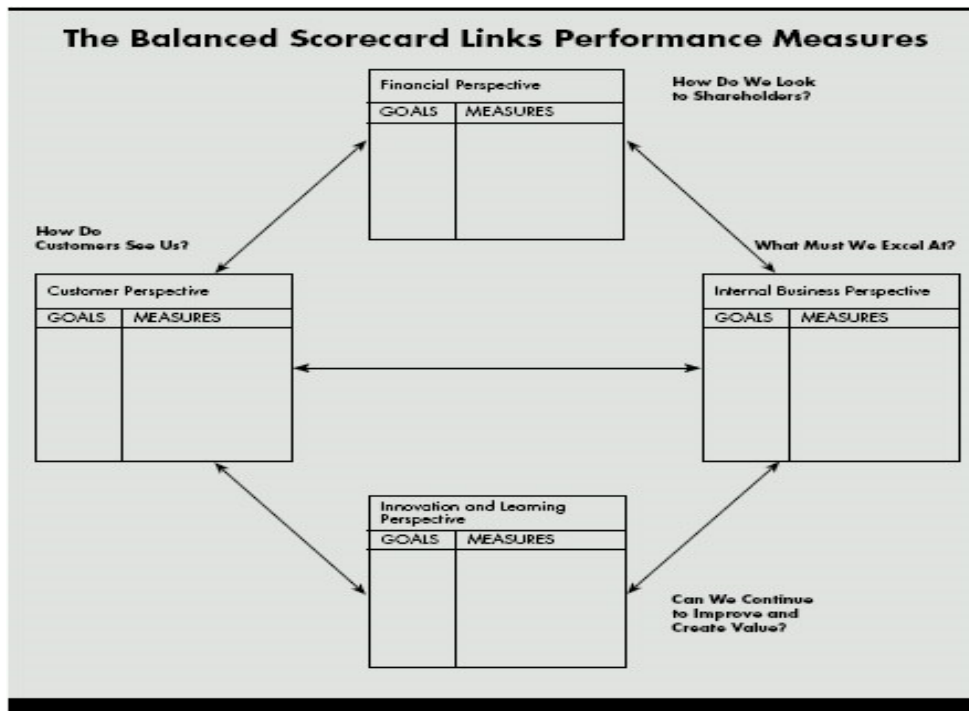 The Balanced Scorecard Links Performance Measures
Financial Perspective
GOALS MEASURES
How Do We Look
to Shareholders?
How Do
Customers See Us?
Customer Perspective
GOALS MEASURES
What Must We Excel At?
Internal Business Perspective
GOALS MEASURES
Innovation and Learning
Perspective
GOALS MEASURES
Can We Continue
to Improve and
Create Value?